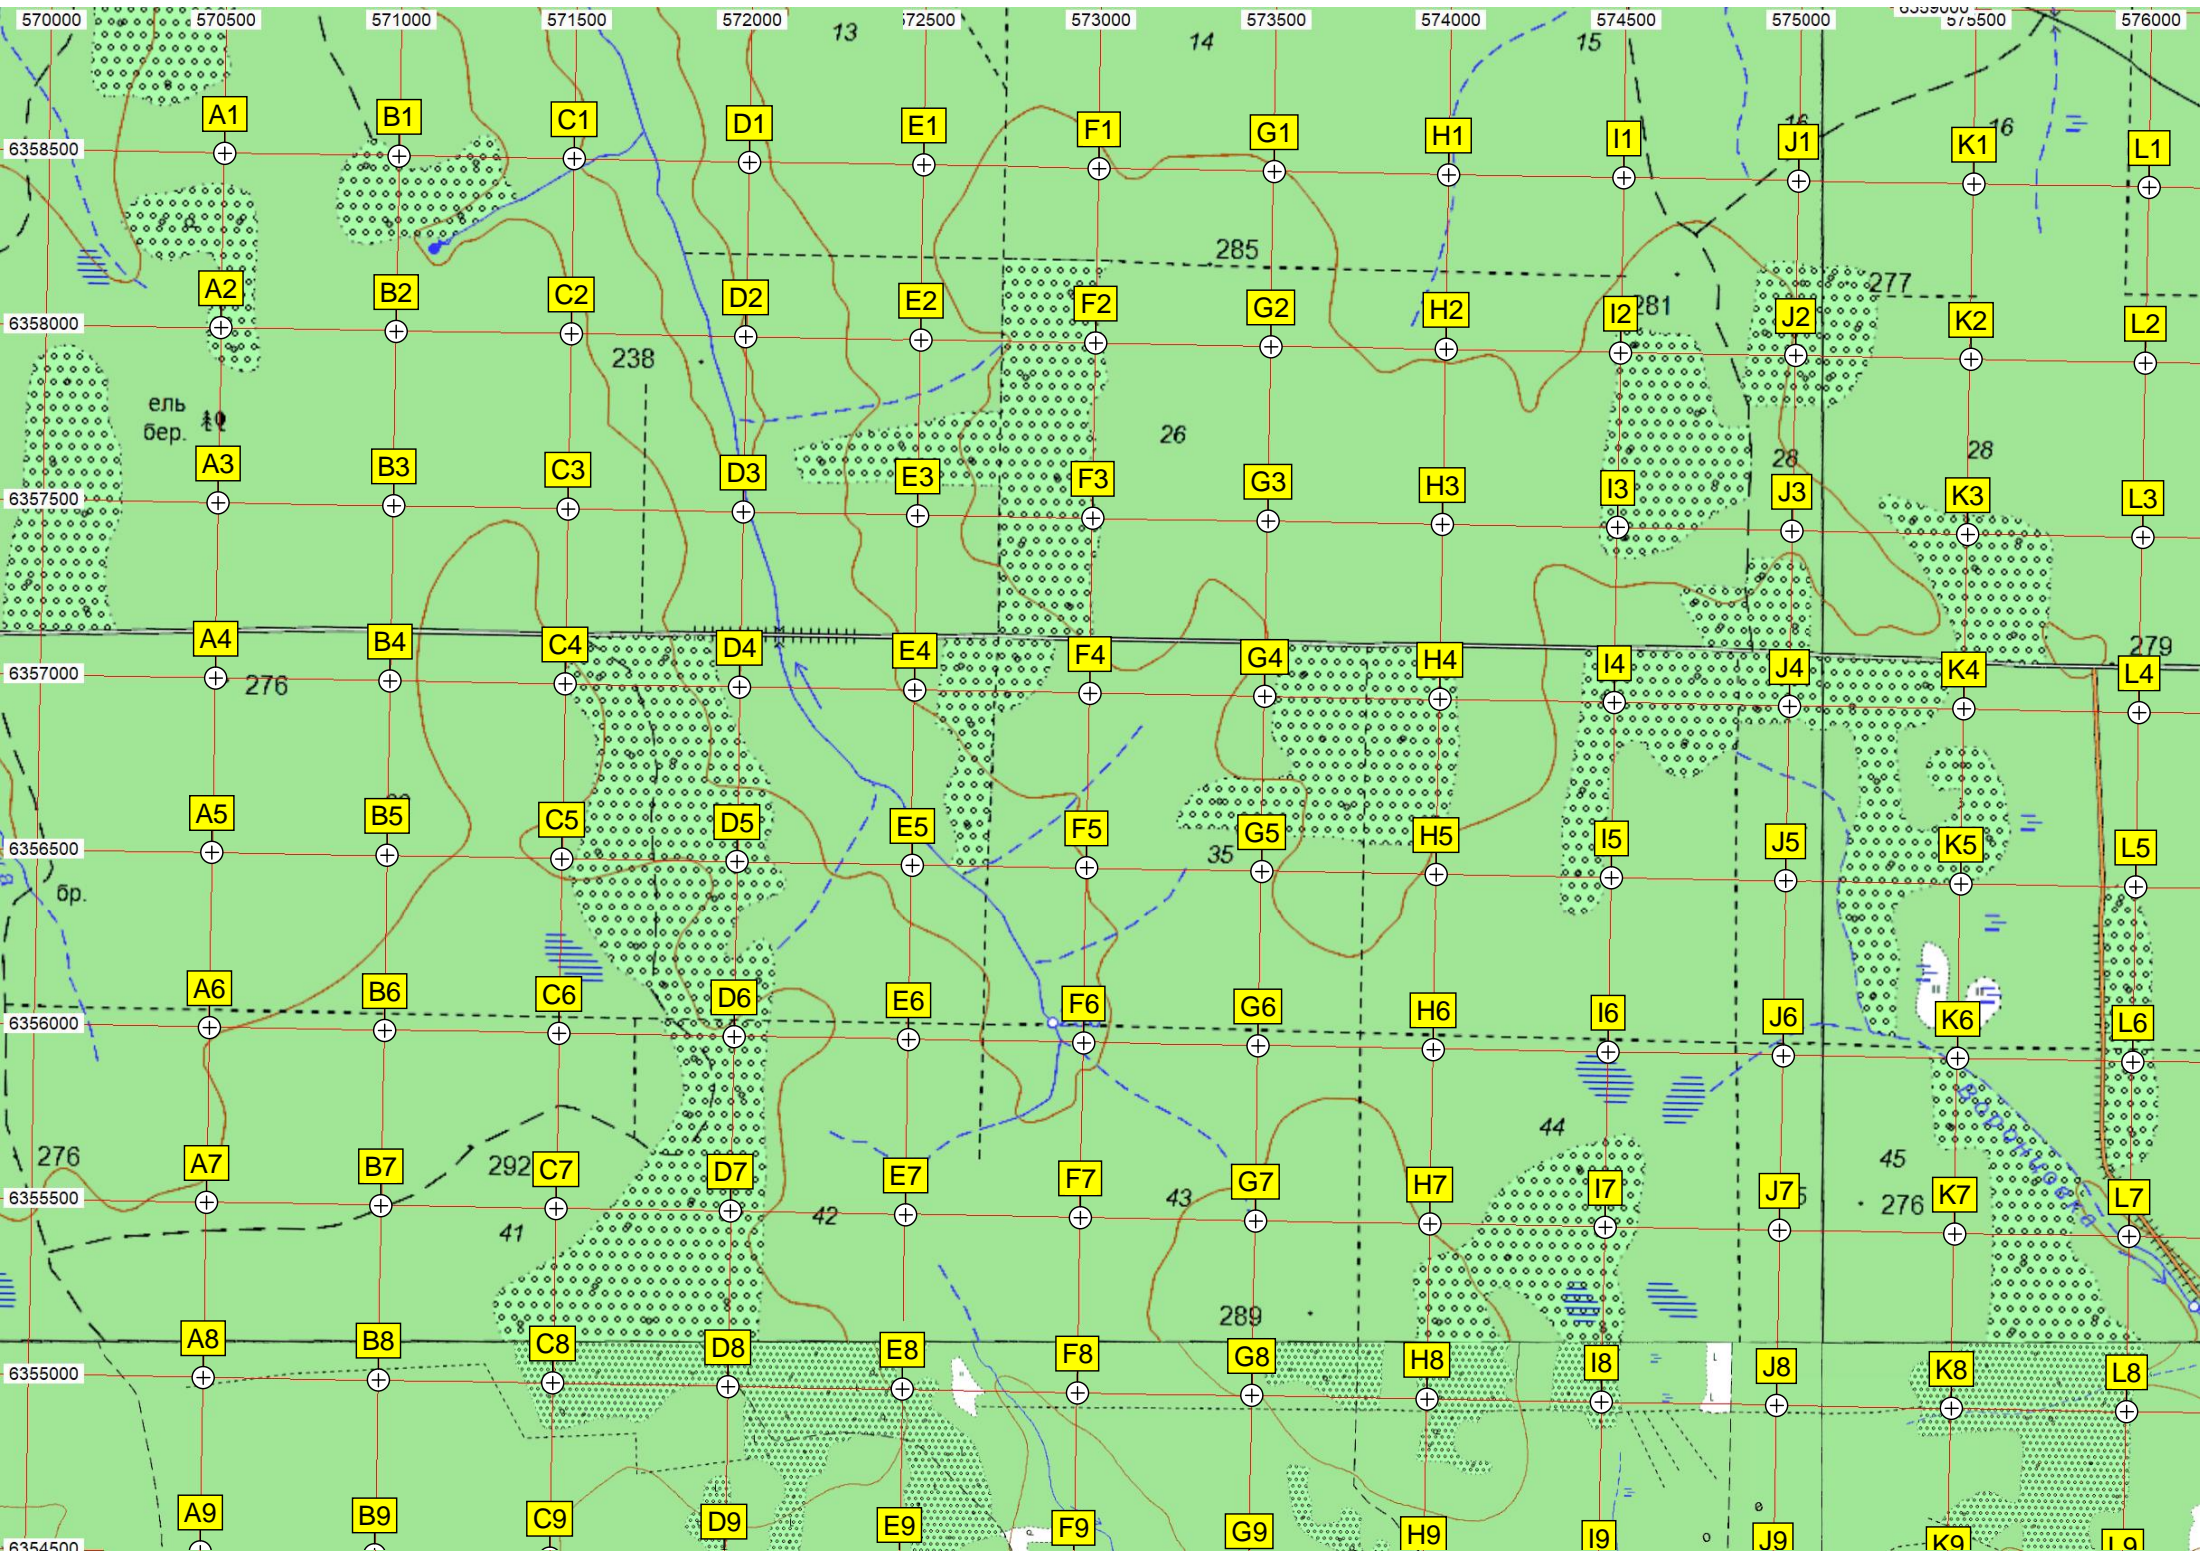 570000 570500 571000 571500 572000 572500 573000 573500 574000 574500 575000 575500 576000
6359000
13 14 15
A1 B1 C1 D1 E1 F1 G1 H1 I1 J1 K1 L1
16 16
6358500
285 277
A2 B2 C2 D2 E2 F2 G2 H2 I2 J2 K2 L2
281
6358000
238
ель
бер.
26 28 28
A3 B3 C3 D3 E3 F3 G3 H3 I3 J3 K3 L3
6357500
279
A4 B4 C4 D4 E4 F4 G4 H4 I4 J4 K4 L4
6357000
276
A5 B5 C5 D5 E5 F5 G5 H5 I5 J5 K5 L5
6356500
35
бр.
A6 B6 C6 D6 E6 F6 G6 H6 I6 J6 K6 L6
6356000
Воронцовка
44 45
276 292
A7 B7 C7 D7 E7 F7 G7 H7 I7 J7 K7 L7
6355500
41 42 43 276
289
A8 B8 C8 D8 E8 F8 G8 H8 I8 J8 K8 L8
6355000
A9 B9 C9 D9 E9 F9 G9 H9 I9 J9 K9 L9
6354500